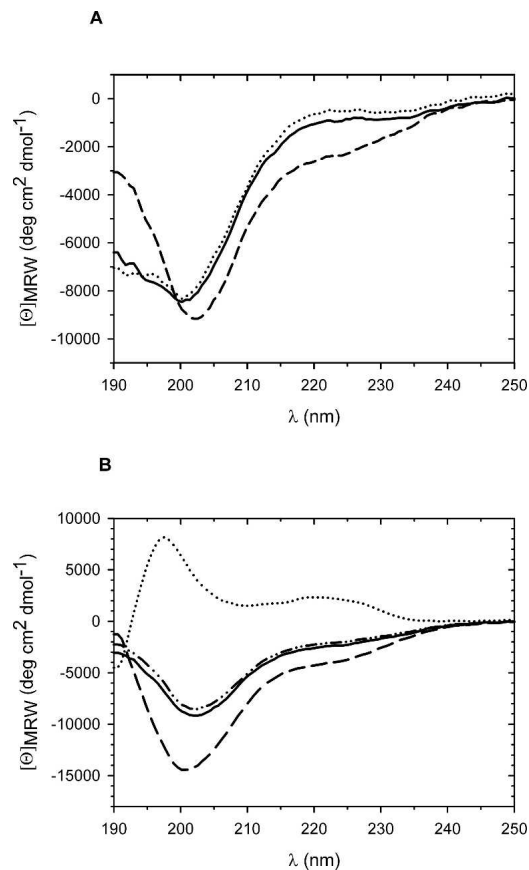 A
0
-2000
-4000
-6000
-8000
-10000
[Θ]MRW (deg cm² dmol⁻¹)
190 200 210 220 230 240 250
λ (nm)
B
10000
5000
0
-5000
-10000
-15000
[Θ]MRW (deg cm² dmol⁻¹)
190 200 210 220 230 240 250
λ (nm)